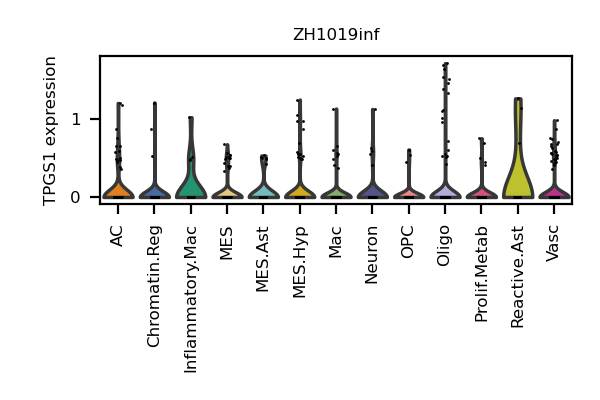 ZH1019inf
TPGS1 expression
1
0
AC
Chromatin.Reg
Inflammatory.Mac
MES
MES.Ast
MES.Hyp
Mac
Neuron
OPC
Oligo
Prolif.Metab
Reactive.Ast
Vasc